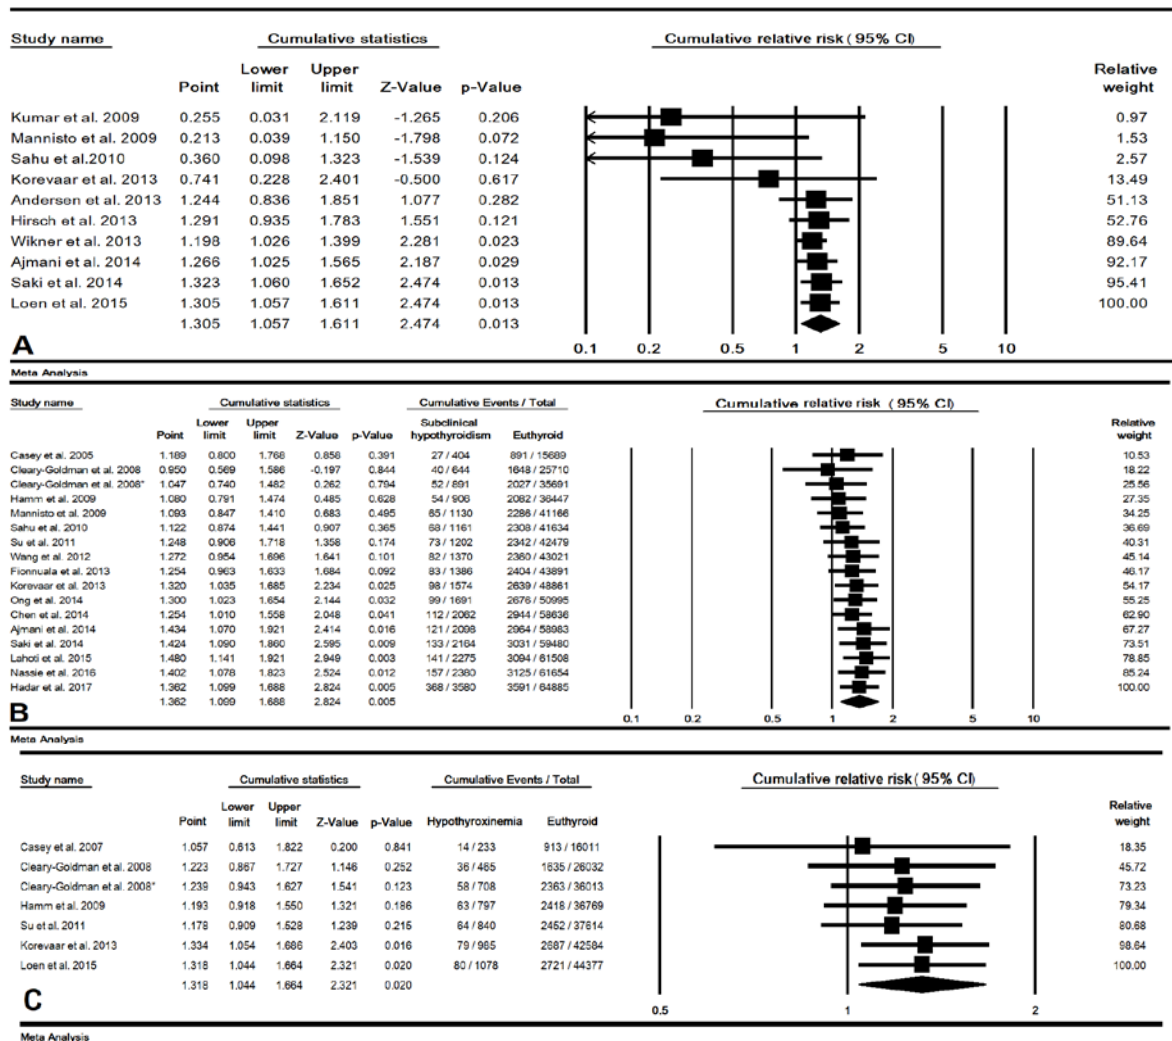 Study name Cumulative statistics Cumulative relative risk ( 95% CI)
Lower Upper Relative
Point limit limit Z-Value p-Value weight
Kumar et al. 2009 0.255 0.031 2.119 -1.265 0.206 0.97
Mannisto et al. 2009 0.213 0.039 1.150 -1.798 0.072 1.53
Sahu et al.2010 0.360 0.098 1.323 -1.539 0.124 2.57
Korevaar et al. 2013 0.741 0.228 2.401 -0.500 0.617 13.49
Andersen et al. 2013 1.244 0.836 1.851 1.077 0.282 51.13
Hirsch et al. 2013 1.291 0.935 1.783 1.551 0.121 52.76
Wikner et al. 2013 1.198 1.026 1.399 2.281 0.023 89.64
Ajmani et al. 2014 1.266 1.025 1.565 2.187 0.029 92.17
Saki et al. 2014 1.323 1.060 1.652 2.474 0.013 95.41
Loen et al. 2015 1.305 1.057 1.611 2.474 0.013 100.00
1.305 1.057 1.611 2.474 0.013
A 0.1 0.2 0.5 1 2 5 10
Meta Analysis
Study name Cumulative statistics Cumulative Events / Total Cumulative relative risk (95% CI)
Lower Upper Subclinical Relative
Point limit limit Z-Value p-Value hypothyroidism Euthyroid weight
Casey et al. 2005 1.189 0.800 1.768 0.858 0.391 27 / 404 891 / 15689 10.53
Cleary-Goldman et al. 2008 0.950 0.569 1.586 -0.197 0.844 40 / 644 1648 / 25710 18.22
Cleary-Goldman et al. 2008* 1.047 0.740 1.482 0.262 0.794 52 / 891 2027 / 35691 25.56
Hamm et al. 2009 1.080 0.791 1.474 0.485 0.628 54 / 906 2082 / 36447 27.35
Mannisto et al. 2009 1.093 0.847 1.410 0.683 0.495 65 / 1130 2286 / 41166 34.25
Sahu et al. 2010 1.122 0.874 1.441 0.907 0.365 68 / 1161 2308 / 41634 36.69
Su et al. 2011 1.248 0.906 1.718 1.358 0.174 73 / 1202 2342 / 42479 40.31
Wang et al. 2012 1.272 0.954 1.696 1.641 0.101 82 / 1370 2360 / 43021 45.14
Fionnuala et al. 2013 1.254 0.963 1.633 1.684 0.092 83 / 1386 2404 / 43891 46.17
Korevaar et al. 2013 1.320 1.035 1.685 2.234 0.025 98 / 1574 2639 / 48861 54.17
Ong et al. 2014 1.300 1.023 1.654 2.144 0.032 99 / 1691 2676 / 50995 55.25
Chen et al. 2014 1.254 1.010 1.558 2.048 0.041 112 / 2062 2944 / 58636 62.90
Ajmani et al. 2014 1.434 1.070 1.921 2.414 0.016 121 / 2098 2964 / 58983 67.27
Saki et al. 2014 1.424 1.090 1.860 2.595 0.009 133 / 2164 3031 / 59480 73.51
Lahoti et al. 2015 1.480 1.141 1.921 2.949 0.003 141 / 2275 3094 / 61508 78.85
Nassie et al. 2016 1.402 1.078 1.823 2.524 0.012 157 / 2380 3125 / 61654 85.24
Hadar et al. 2017 1.362 1.099 1.688 2.824 0.005 368 / 3580 3591 / 64885 100.00
1.362 1.099 1.688 2.824 0.005
B 0.1 0.2 0.5 1 2 5 10
Meta Analysis
Study name Cumulative statistics Cumulative Events / Total Cumulative relative risk ( 95% CI)
Lower Upper Relative
Point limit limit Z-Value p-Value Hypothyroxinemia Euthyroid weight
Casey et al. 2007 1.057 0.613 1.822 0.200 0.841 14 / 233 913 / 16011 18.35
Cleary-Goldman et al. 2008 1.223 0.867 1.727 1.146 0.252 36 / 465 1635 / 26032 45.72
Cleary-Goldman et al. 2008* 1.239 0.943 1.627 1.541 0.123 58 / 708 2363 / 36013 73.23
Hamm et al. 2009 1.193 0.918 1.550 1.321 0.186 63 / 797 2418 / 36769 79.34
Su et al. 2011 1.178 0.909 1.528 1.239 0.215 64 / 840 2452 / 37614 80.68
Korevaar et al. 2013 1.334 1.054 1.686 2.403 0.016 79 / 965 2687 / 42584 98.64
Loen et al. 2015 1.318 1.044 1.664 2.321 0.020 80 / 1078 2721 / 44377 100.00
1.318 1.044 1.664 2.321 0.020
C 0.5 1 2
Meta Analysis